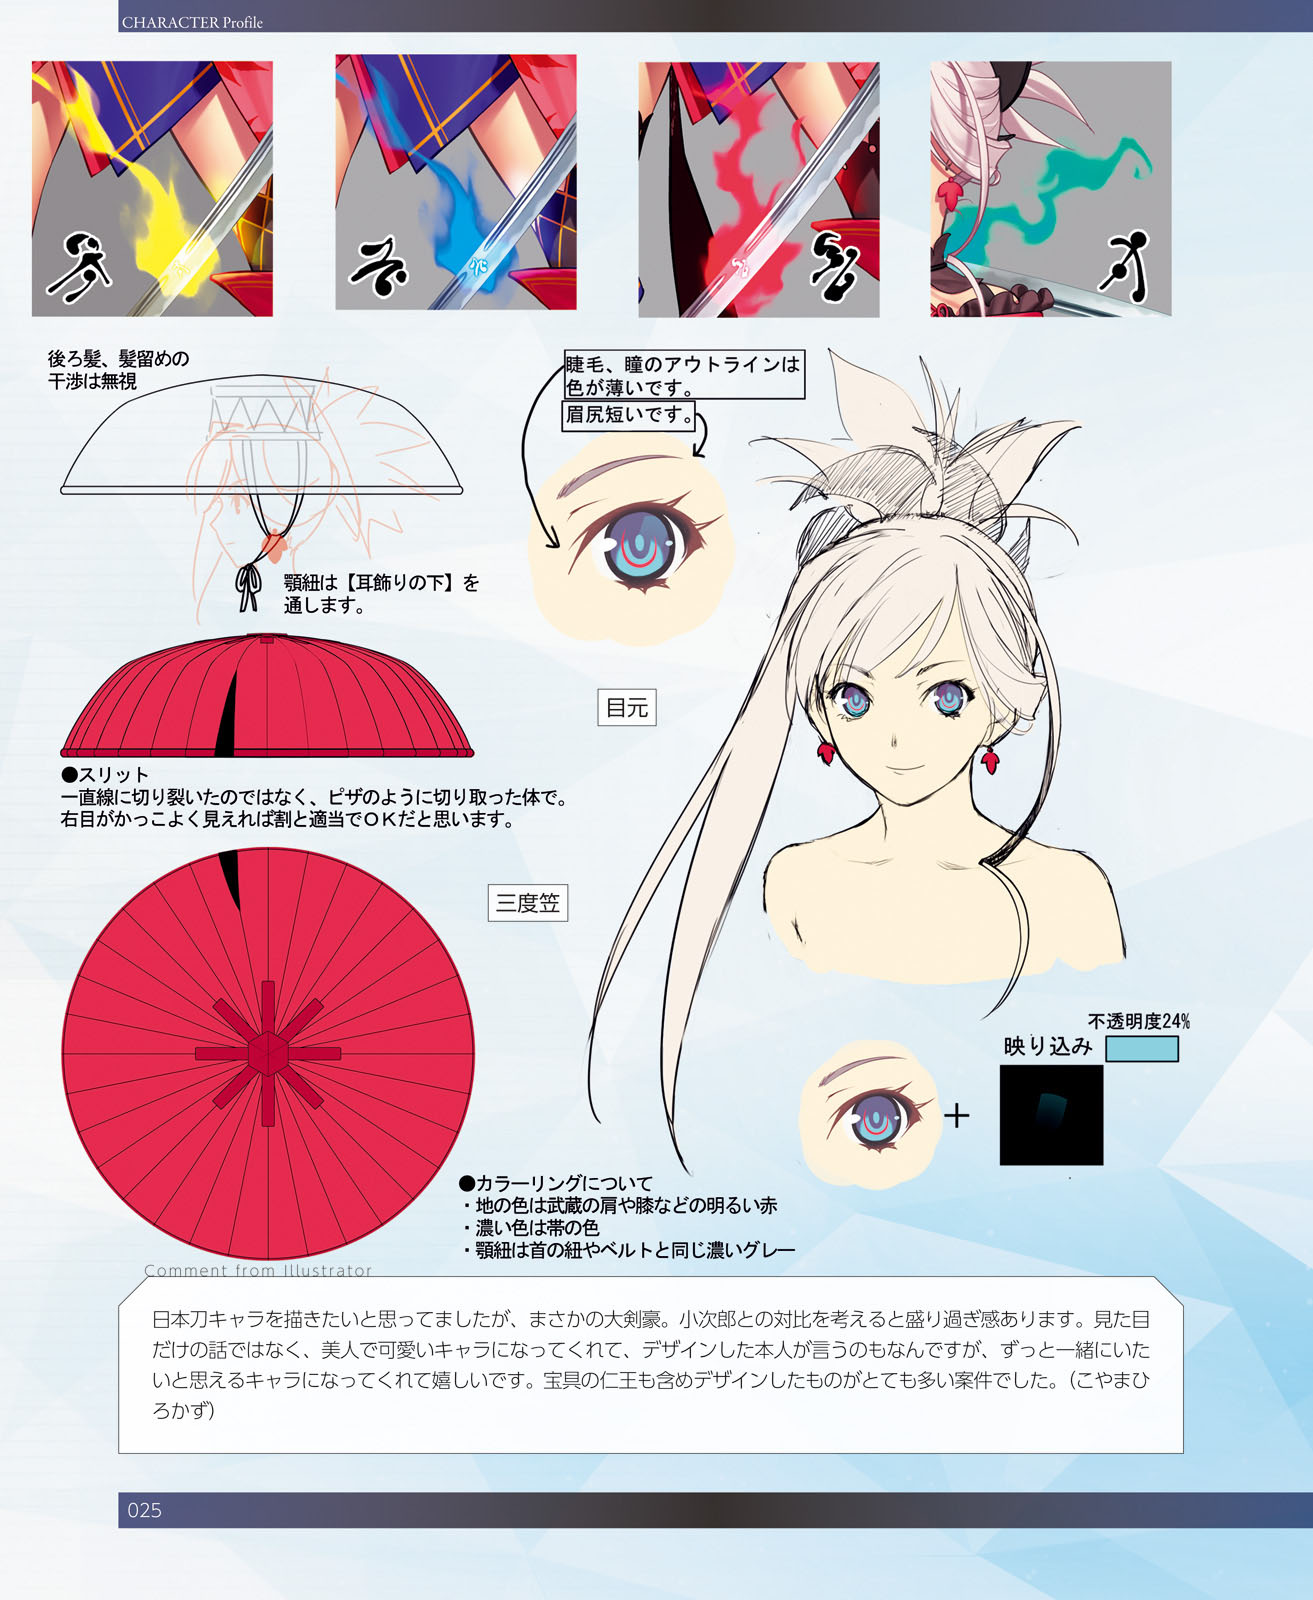 CHARACTER Profile
後ろ髪、髪留めの
干渉は無視
睫毛、瞳のアウトラインは
色が薄いです。
眉尻短いです。
顎紐は【耳飾りの下】を
通します。
目元
●スリット
一直線に切り裂いたのではなく、ピザのように切り取った体で。
右目がかっこよく見えれば割と適当でＯＫだと思います。
三度笠
不透明度24%
映り込み
+
●カラーリングについて
・地の色は武蔵の肩や膝などの明るい赤
・濃い色は帯の色
・顎紐は首の紐やベルトと同じ濃いグレー
Comment from Illustrator
日本刀キャラを描きたいと思ってましたが、まさかの大剣豪。小次郎との対比を考えると盛り過ぎ感あります。見た目
だけの話ではなく、美人で可愛いキャラになってくれて、デザインした本人が言うのもなんですが、ずっと一緒にいた
いと思えるキャラになってくれて嬉しいです。宝具の仁王も含めデザインしたものがとても多い案件でした。（こやまひ
ろかず）
025